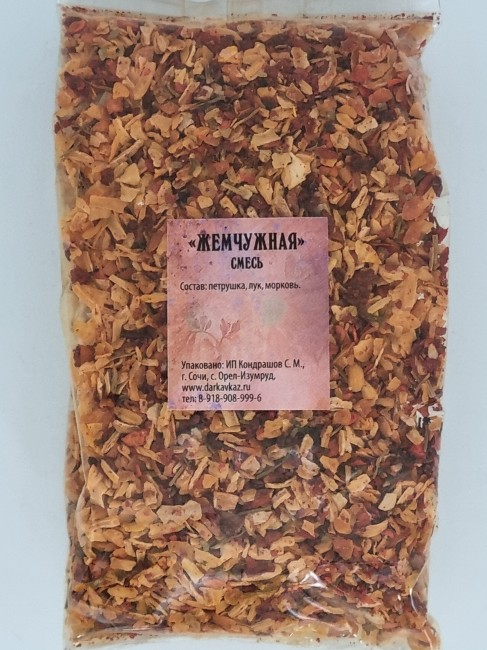 «ЖЕМЧУЖНАЯ»
СМЕСЬ
Состав: петрушка, лук, морковь.
Упаковано: ИП Кондрашов С. М.,
г. Сочи, с. Орел-Изумруд,
www.darkavkaz.ru
тел: 8-918-908-999-6